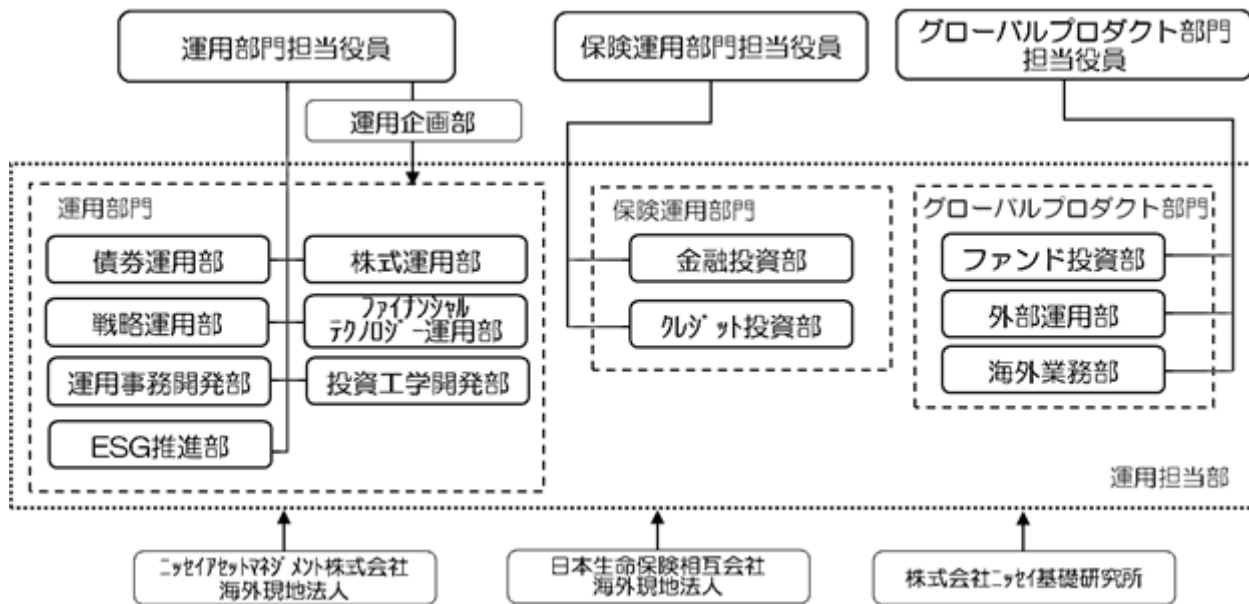 運用部門担当役員
保険運用部門担当役員
グローバルプロダクト部門
担当役員
運用企画部
運用部門
債券運用部
株式運用部
戦略運用部
ファイナンシャル
テクノロジー運用部
運用事務開発部
投資工学開発部
ESG推進部
保険運用部門
金融投資部
クレジット投資部
グローバルプロダクト部門
ファンド投資部
外部運用部
海外業務部
運用担当部
ニッセイアセットマネジメント株式会社
海外現地法人
日本生命保険相互会社
海外現地法人
株式会社ニッセイ基礎研究所